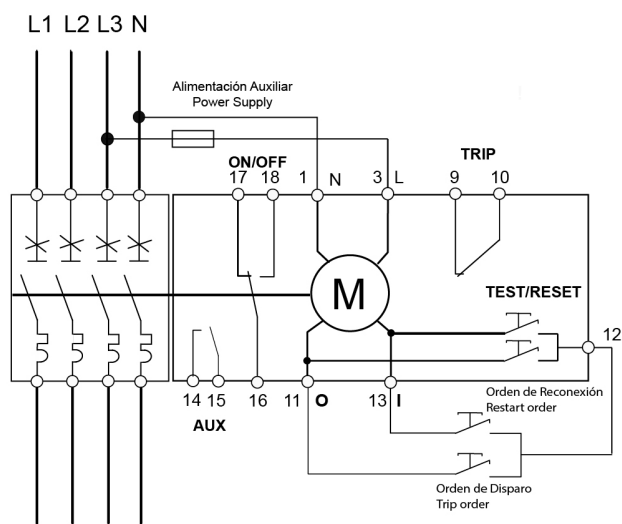 L1 L2 L3 N
Alimentación Auxiliar
Power Supply
ON/OFF
TRIP
17 18 1 N 3 L 9 10
M
TEST/RESET
12
14 15 16 11 O 13 I
AUX
Orden de Reconexión
Restart order
Orden de Disparo
Trip order